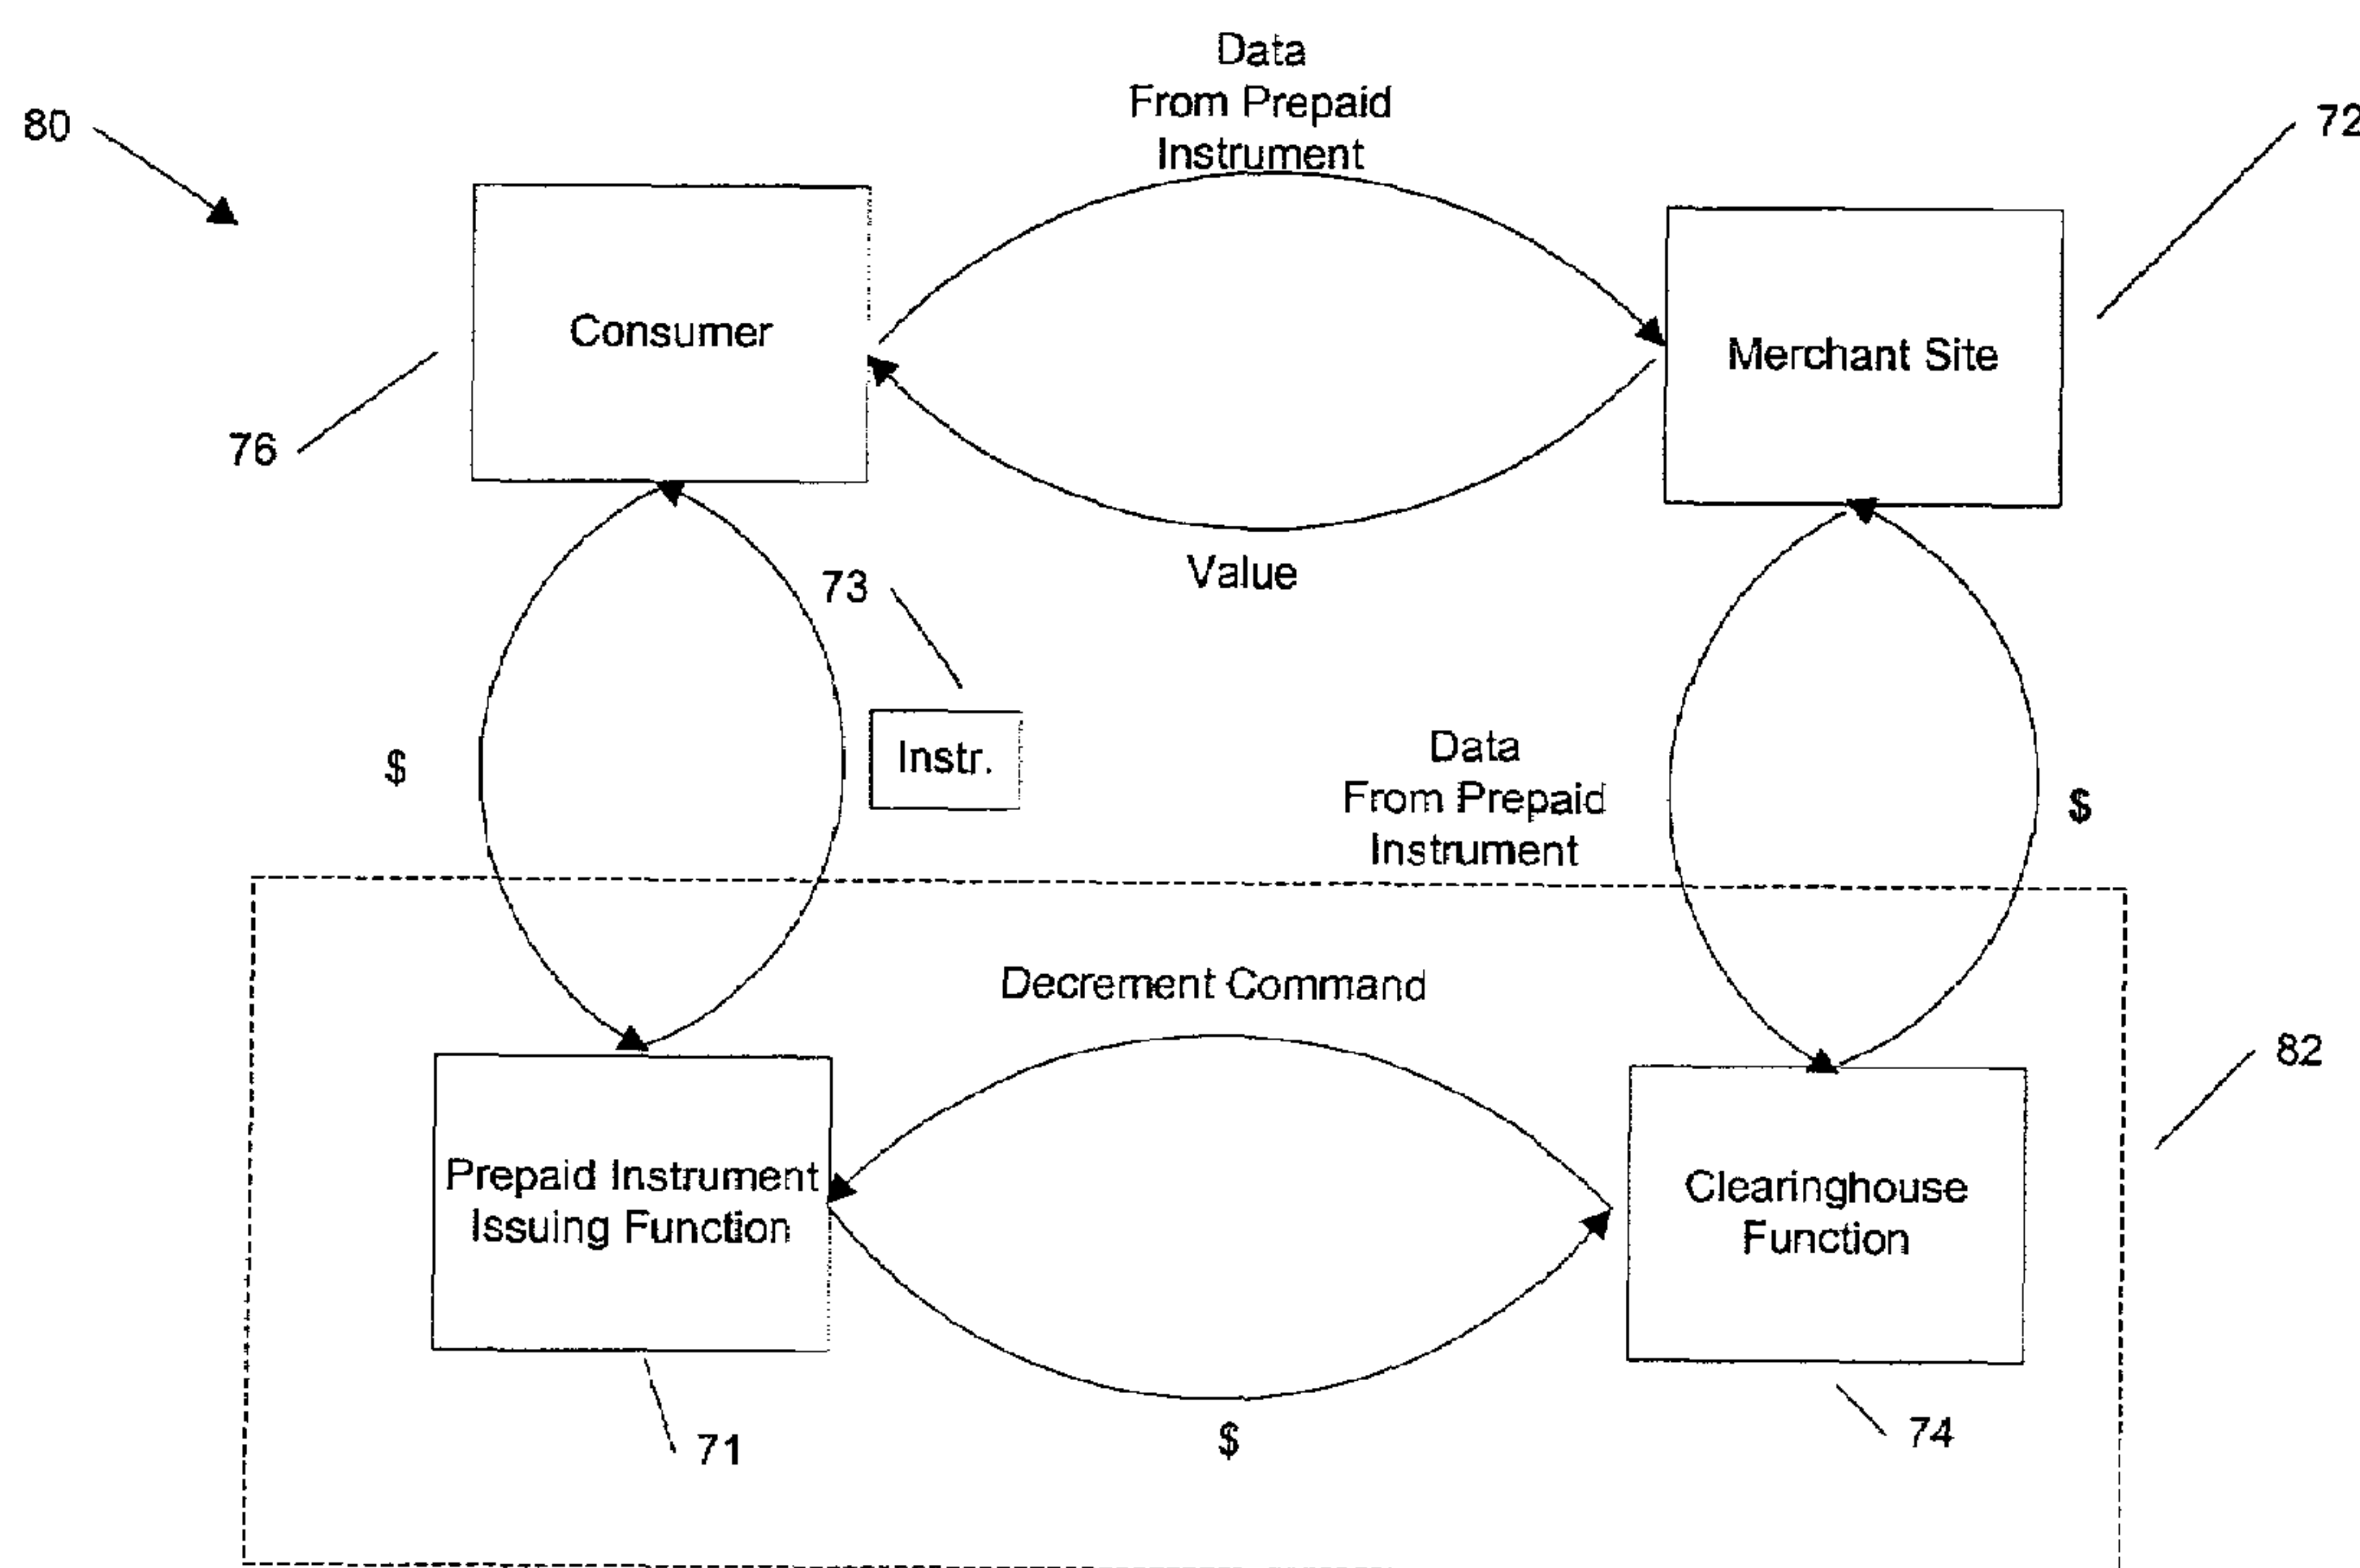 Data
From Prepaid
Instrument
80
72
Consumer
Merchant Site
76
Value
73
Instr.
$
Data
From Prepaid
Instrument
$
Decrement Command
82
Prepaid Instrument
Issuing Function
Clearinghouse
Function
71
$
74